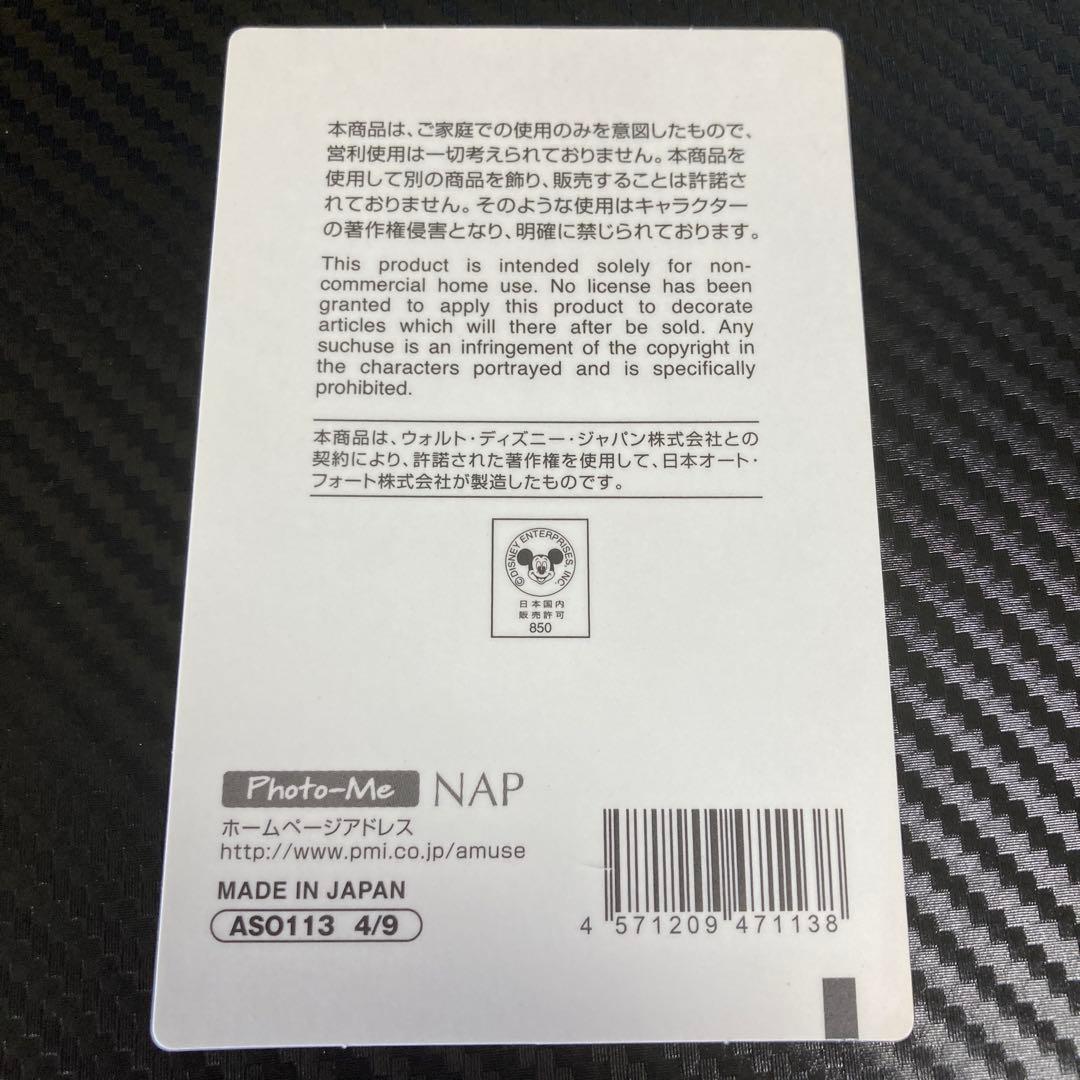 本商品は、ご家庭での使用のみを意図したもので、
営利使用は一切考えられておりません。本商品を
使用して別の商品を飾り、販売することは許諾さ
れておりません。そのような使用はキャラクター
の著作権侵害となり、明確に禁じられております。
This product is intended solely for non-
commercial home use. No license has been
granted to apply this product to decorate
articles which will there after be sold. Any
suchuse is an infringement of the copyright in
the characters portrayed and is specifically
prohibited.
本商品は、ウォルト・ディズニー・ジャパン株式会社との
契約により、許諾された著作権を使用して、日本オート・
フォート株式会社が製造したものです。
©DISNEY ENTERPRISES, INC.
日本国内
販売許可
850
Photo-Me NAP
ホームページアドレス
http://www.pmi.co.jp/amuse
MADE IN JAPAN
ASO113 4/9
4 571209 471138